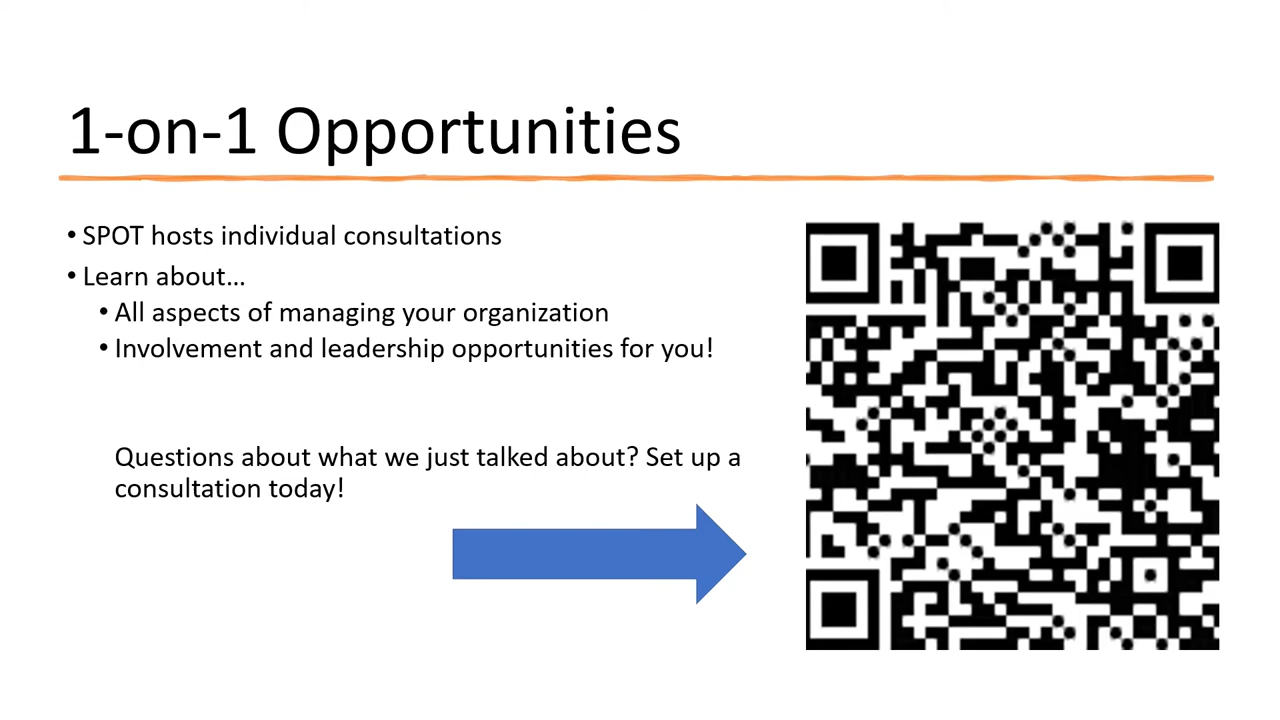 1-on-1 Opportunities
• SPOT hosts individual consultations
• Learn about…
• All aspects of managing your organization
• Involvement and leadership opportunities for you!
Questions about what we just talked about? Set up a
consultation today!